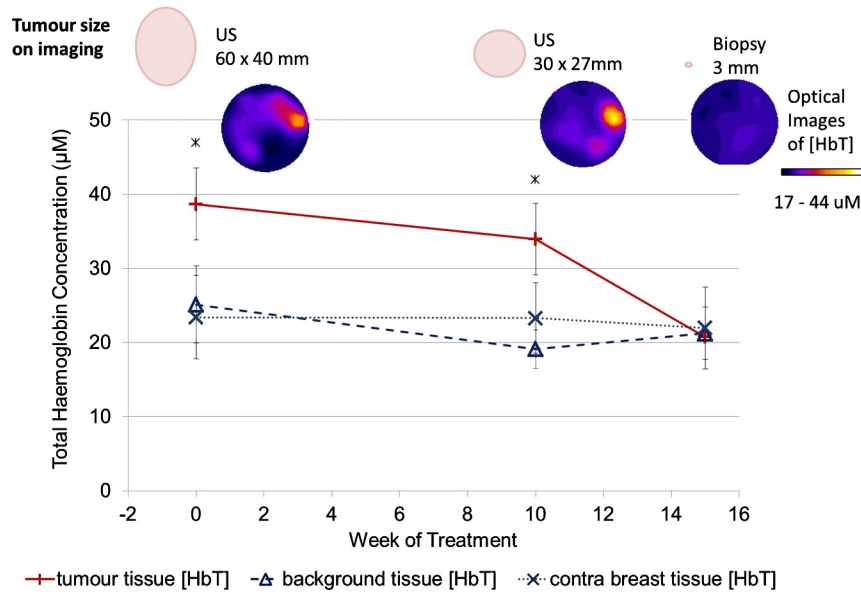 Tumour size
on imaging
US
60 x 40 mm
US
30 x 27mm
Biopsy
3 mm
Optical
Images
of [HbT]
17 - 44 uM
Total Haemoglobin Concentration (µM)
50
40
30
20
10
0
*
*
-2 0 2 4 6 8 10 12 14 16
Week of Treatment
tumour tissue [HbT] background tissue [HbT] contra breast tissue [HbT]